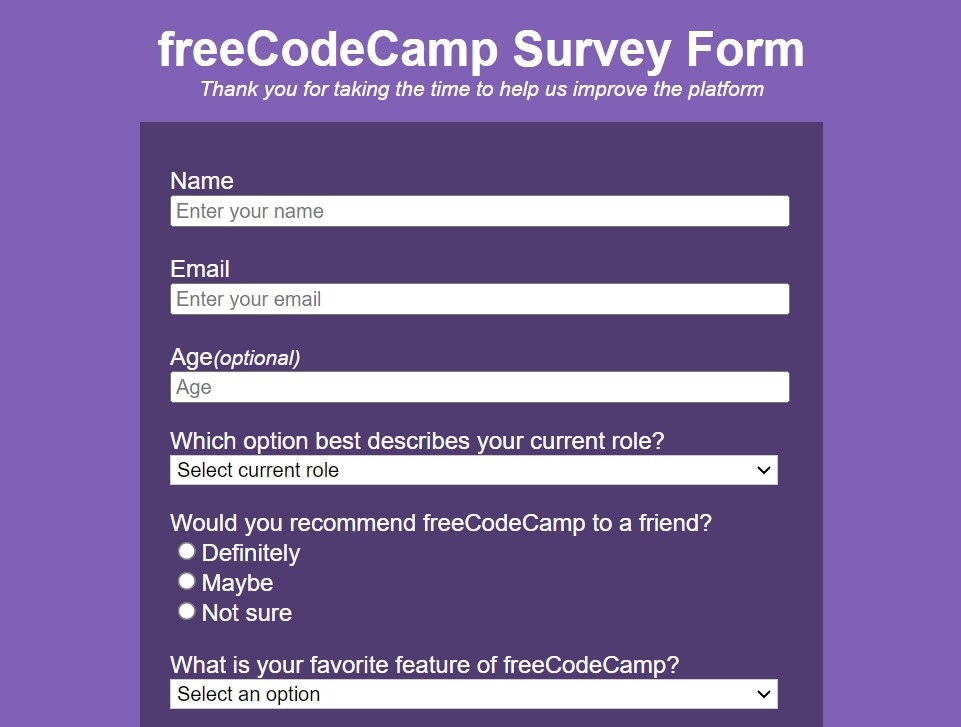 freeCodeCamp Survey Form
Thank you for taking the time to help us improve the platform
Name
Enter your name
Email
Enter your email
Age(optional)
Age
Which option best describes your current role?
Select current role
Would you recommend freeCodeCamp to a friend?
Definitely
Maybe
Not sure
What is your favorite feature of freeCodeCamp?
Select an option